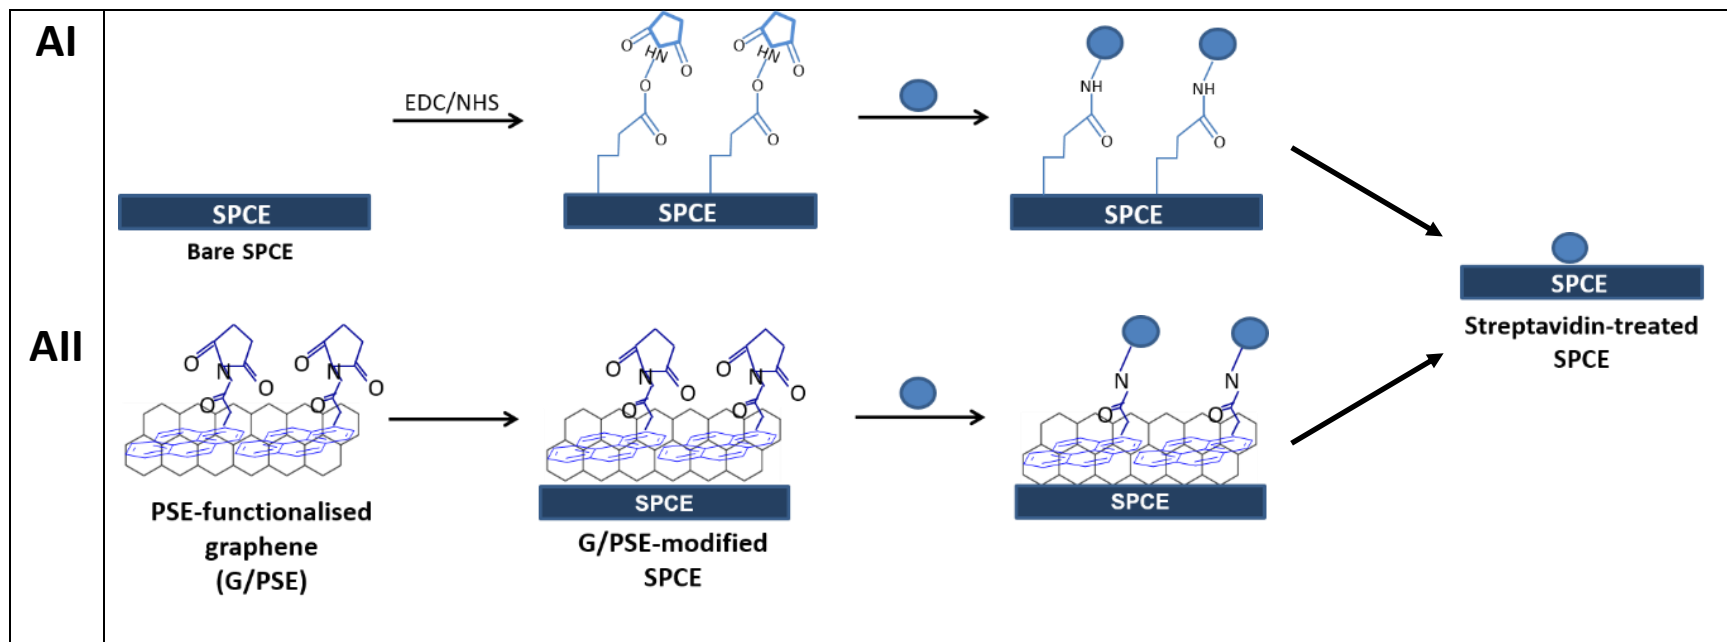 AI
O
HN
O
O
O
O
HN
O
O
O
EDC/NHS
NH
O
NH
O
SPCE
Bare SPCE
SPCE
SPCE
SPCE
Streptavidin-treated
SPCE
AII
O
N
O
O
O
N
O
O
O
N
O
O
O
N
O
O
N
O
N
O
PSE-functionalised
graphene
(G/PSE)
SPCE
G/PSE-modified
SPCE
SPCE